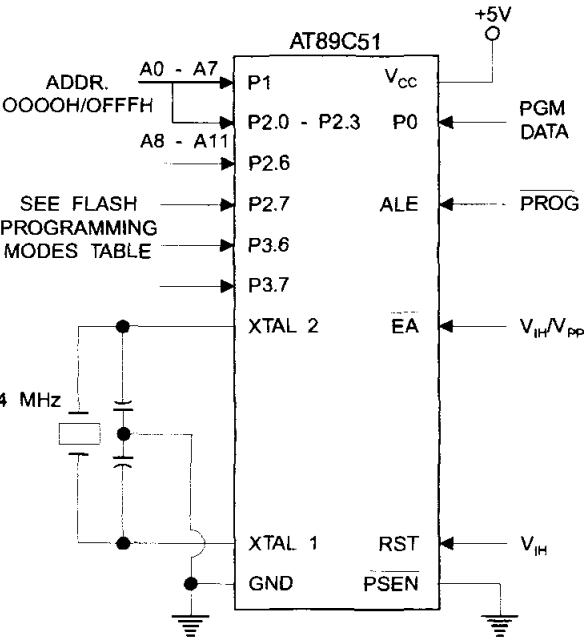 +5V
AT89C51
A0 - A7
P1
VCC
ADDR.
OOOOH/OFFFH
P2.0 - P2.3
P0
PGM
DATA
A8 - A11
P2.6
SEE FLASH
PROGRAMMING
MODES TABLE
P2.7
ALE
PROG
P3.6
P3.7
XTAL 2
EA
VIH/VPP
4 MHz
XTAL 1
RST
VIH
GND
PSEN